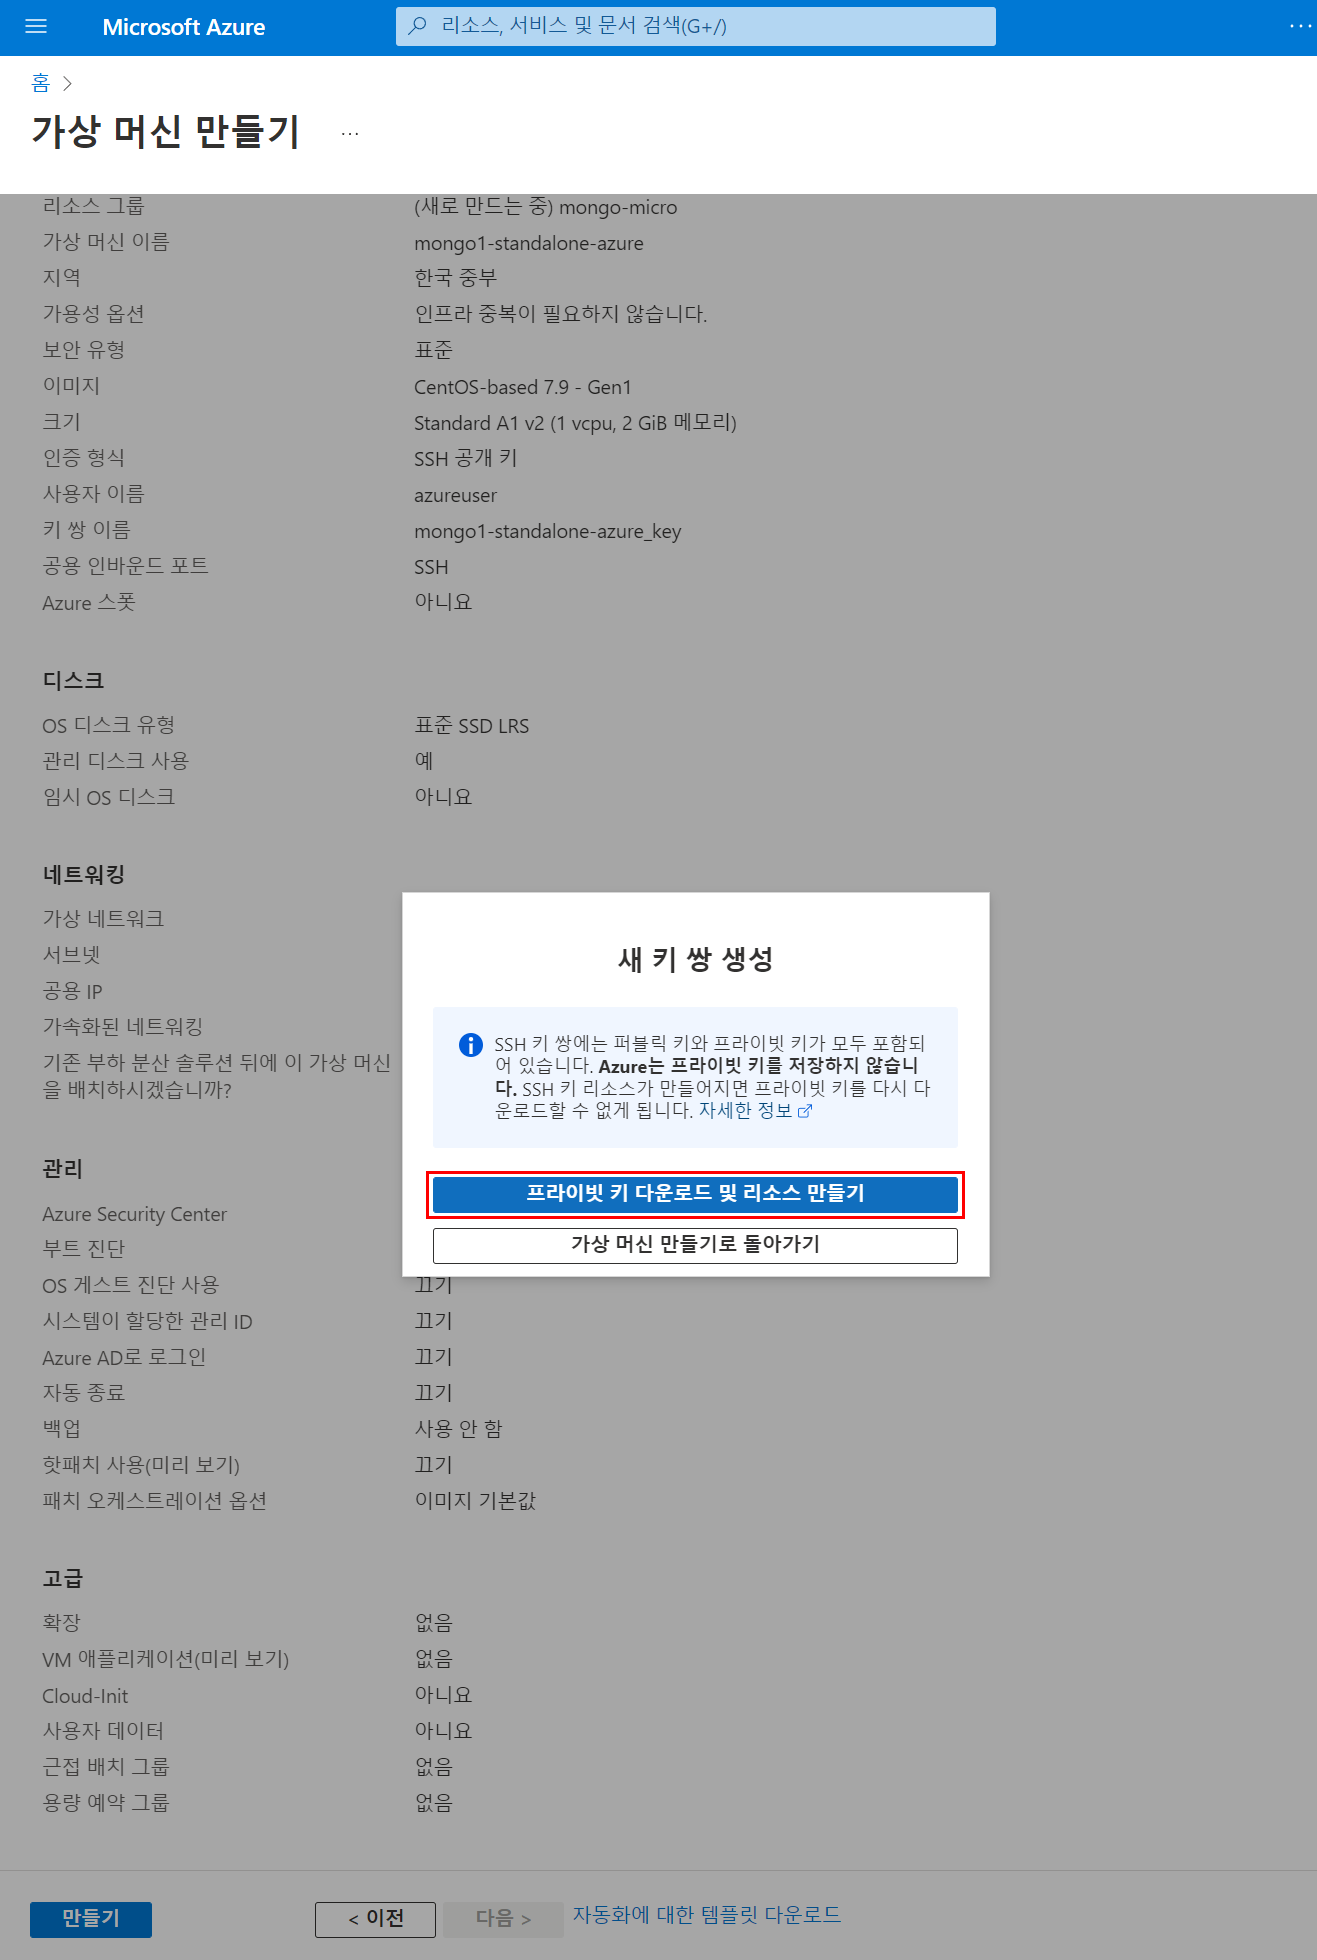 Microsoft Azure
리소스, 서비스 및 문서 검색(G+/)
···
홈 >
가상 머신 만들기 ···
리소스 그룹 (새로 만드는 중) mongo-micro
가상 머신 이름 mongo1-standalone-azure
지역 한국 중부
가용성 옵션 인프라 중복이 필요하지 않습니다.
보안 유형 표준
이미지 CentOS-based 7.9 - Gen1
크기 Standard A1 v2 (1 vcpu, 2 GiB 메모리)
인증 형식 SSH 공개 키
사용자 이름 azureuser
키 쌍 이름 mongo1-standalone-azure_key
공용 인바운드 포트 SSH
Azure 스폿 아니요
디스크
OS 디스크 유형 표준 SSD LRS
관리 디스크 사용 예
임시 OS 디스크 아니요
네트워킹
가상 네트워크
서브넷
공용 IP
가속화된 네트워킹
기존 부하 분산 솔루션 뒤에 이 가상 머신
을 배치하시겠습니까?
새 키 쌍 생성
SSH 키 쌍에는 퍼블릭 키와 프라이빗 키가 모두 포함되
어 있습니다. Azure는 프라이빗 키를 저장하지 않습니
다. SSH 키 리소스가 만들어지면 프라이빗 키를 다시 다
운로드할 수 없게 됩니다. 자세한 정보
프라이빗 키 다운로드 및 리소스 만들기
가상 머신 만들기로 돌아가기
관리
Azure Security Center
부트 진단
OS 게스트 진단 사용 끄기
시스템이 할당한 관리 ID 끄기
Azure AD로 로그인 끄기
자동 종료 끄기
백업 사용 안 함
핫패치 사용(미리 보기) 끄기
패치 오케스트레이션 옵션 이미지 기본값
고급
확장 없음
VM 애플리케이션(미리 보기) 없음
Cloud-Init 아니요
사용자 데이터 아니요
근접 배치 그룹 없음
용량 예약 그룹 없음
만들기
< 이전
다음 >
자동화에 대한 템플릿 다운로드